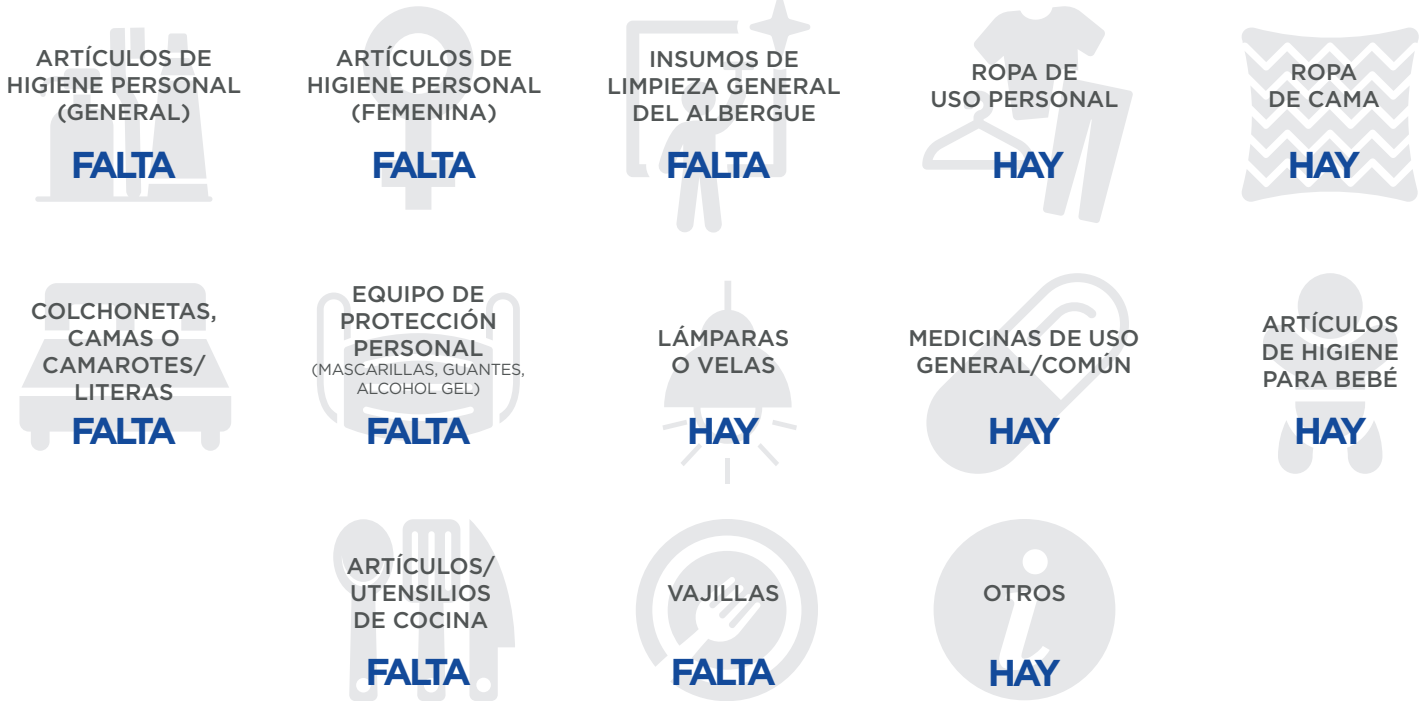 ARTÍCULOS DE
HIGIENE PERSONAL
(GENERAL)
FALTA
ARTÍCULOS DE
HIGIENE PERSONAL
(FEMENINA)
FALTA
INSUMOS DE
LIMPIEZA GENERAL
DEL ALBERGUE
FALTA
ROPA DE
USO PERSONAL
HAY
ROPA
DE CAMA
HAY
COLCHONETAS,
CAMAS O
CAMAROTES/
LITERAS
FALTA
EQUIPO DE
PROTECCIÓN
PERSONAL
(MASCARILLAS, GUANTES,
ALCOHOL GEL)
FALTA
LÁMPARAS
O VELAS
HAY
MEDICINAS DE USO
GENERAL/COMÚN
HAY
ARTÍCULOS
DE HIGIENE
PARA BEBÉ
HAY
ARTÍCULOS/
UTENSILIOS
DE COCINA
FALTA
VAJILLAS
FALTA
OTROS
HAY